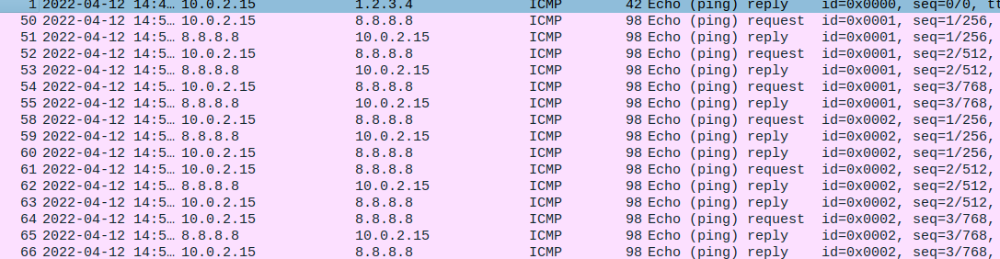 1 2022-04-12 14:4… 10.0.2.15 1.2.3.4 ICMP 42 Echo (ping) reply id=0x0000, seq=0/0, tt
50 2022-04-12 14:5… 10.0.2.15 8.8.8.8 ICMP 98 Echo (ping) request id=0x0001, seq=1/256,
51 2022-04-12 14:5… 8.8.8.8 10.0.2.15 ICMP 98 Echo (ping) reply id=0x0001, seq=1/256,
52 2022-04-12 14:5… 10.0.2.15 8.8.8.8 ICMP 98 Echo (ping) request id=0x0001, seq=2/512,
53 2022-04-12 14:5… 8.8.8.8 10.0.2.15 ICMP 98 Echo (ping) reply id=0x0001, seq=2/512,
54 2022-04-12 14:5… 10.0.2.15 8.8.8.8 ICMP 98 Echo (ping) request id=0x0001, seq=3/768,
55 2022-04-12 14:5… 8.8.8.8 10.0.2.15 ICMP 98 Echo (ping) reply id=0x0001, seq=3/768,
58 2022-04-12 14:5… 10.0.2.15 8.8.8.8 ICMP 98 Echo (ping) request id=0x0002, seq=1/256,
59 2022-04-12 14:5… 8.8.8.8 10.0.2.15 ICMP 98 Echo (ping) reply id=0x0002, seq=1/256,
60 2022-04-12 14:5… 10.0.2.15 8.8.8.8 ICMP 98 Echo (ping) reply id=0x0002, seq=1/256,
61 2022-04-12 14:5… 10.0.2.15 8.8.8.8 ICMP 98 Echo (ping) request id=0x0002, seq=2/512,
62 2022-04-12 14:5… 8.8.8.8 10.0.2.15 ICMP 98 Echo (ping) reply id=0x0002, seq=2/512,
63 2022-04-12 14:5… 10.0.2.15 8.8.8.8 ICMP 98 Echo (ping) reply id=0x0002, seq=2/512,
64 2022-04-12 14:5… 10.0.2.15 8.8.8.8 ICMP 98 Echo (ping) request id=0x0002, seq=3/768,
65 2022-04-12 14:5… 8.8.8.8 10.0.2.15 ICMP 98 Echo (ping) reply id=0x0002, seq=3/768,
66 2022-04-12 14:5… 10.0.2.15 8.8.8.8 ICMP 98 Echo (ping) reply id=0x0002, seq=3/768,